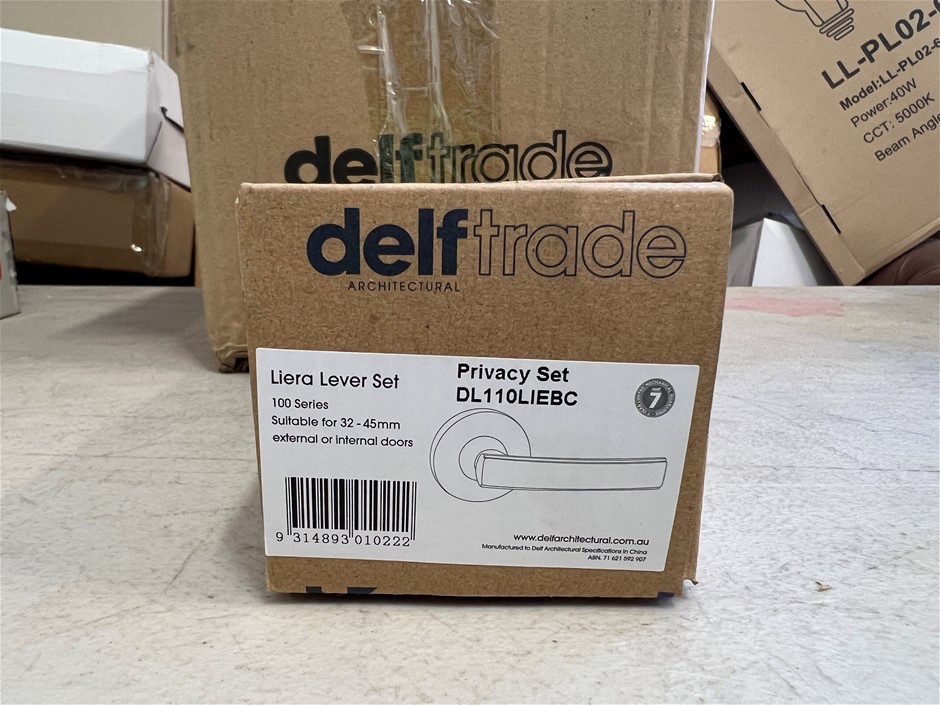 delftrade
LL-PL02-
Model:LL-PL02-6
Power:40W
CCT: 5000K
Beam Angle
delftrade
ARCHITECTURAL
Liera Lever Set
100 Series
Suitable for 32 - 45mm
external or internal doors
Privacy Set
DL110LIEBC
7
9 314893 010222
www.delfarchitectural.com.au
Manufactured to Delf Architectural Specifications in China
ABN. 71 621 592 907